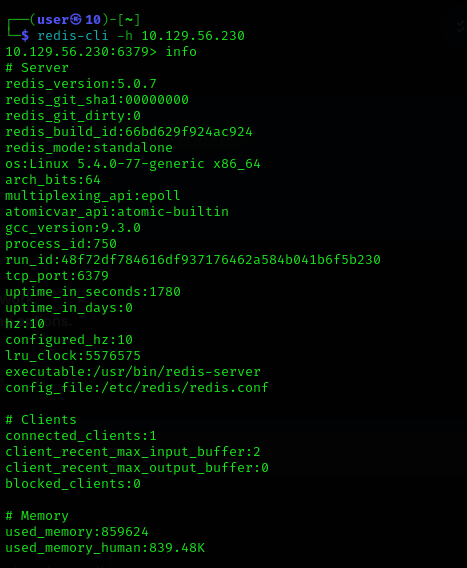 ┌──(user㉿10)-[~]
└─$ redis-cli -h 10.129.56.230
10.129.56.230:6379> info
# Server
redis_version:5.0.7
redis_git_sha1:00000000
redis_git_dirty:0
redis_build_id:66bd629f924ac924
redis_mode:standalone
os:Linux 5.4.0-77-generic x86_64
arch_bits:64
multiplexing_api:epoll
atomicvar_api:atomic-builtin
gcc_version:9.3.0
process_id:750
run_id:48f72df784616df937176462a584b041b6f5b230
tcp_port:6379
uptime_in_seconds:1780
uptime_in_days:0
hz:10
configured_hz:10
lru_clock:5576575
executable:/usr/bin/redis-server
config_file:/etc/redis/redis.conf

# Clients
connected_clients:1
client_recent_max_input_buffer:2
client_recent_max_output_buffer:0
blocked_clients:0

# Memory
used_memory:859624
used_memory_human:839.48K